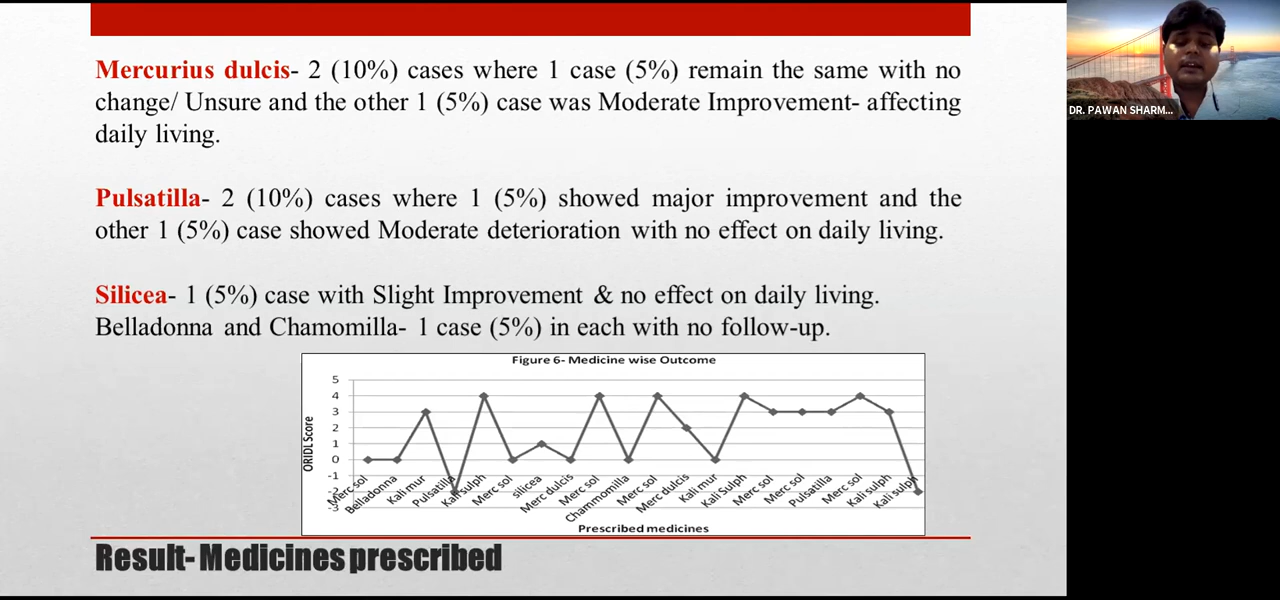 Mercurius dulcis- 2 (10%) cases where 1 case (5%) remain the same with no
change/ Unsure and the other 1 (5%) case was Moderate Improvement- affecting
daily living.
Pulsatilla- 2 (10%) cases where 1 (5%) showed major improvement and the
other 1 (5%) case showed Moderate deterioration with no effect on daily living.
Silicea- 1 (5%) case with Slight Improvement & no effect on daily living.
Belladonna and Chamomilla- 1 case (5%) in each with no follow-up.
Figure 6- Medicine wise Outcome
ORIDL Score
5
4
3
2
1
0
-1
-2
-3
Merc sol
Belladonna
Kali mur
Pulsatilla
Kali sulph
Merc sol
silicea
Merc dulcis
Merc sol
Chammomilla
Merc sol
Merc dulcis
Kali mur
Kali Sulph
Merc sol
Merc sol
Pulsatilla
Merc sol
Kali sulph
Kali sulph
Prescribed medicines
Result- Medicines prescribed
DR. PAWAN SHARM...